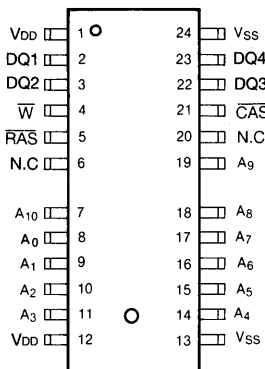 VDD 1 24 VSS
DQ1 2 23 DQ4
DQ2 3 22 DQ3
W̅ 4 21 C̅A̅S̅
R̅A̅S̅ 5 20 N.C
N.C 6 19 A9
A10 7 18 A8
A0 8 17 A7
A1 9 16 A6
A2 10 15 A5
A3 11 14 A4
VDD 12 13 VSS